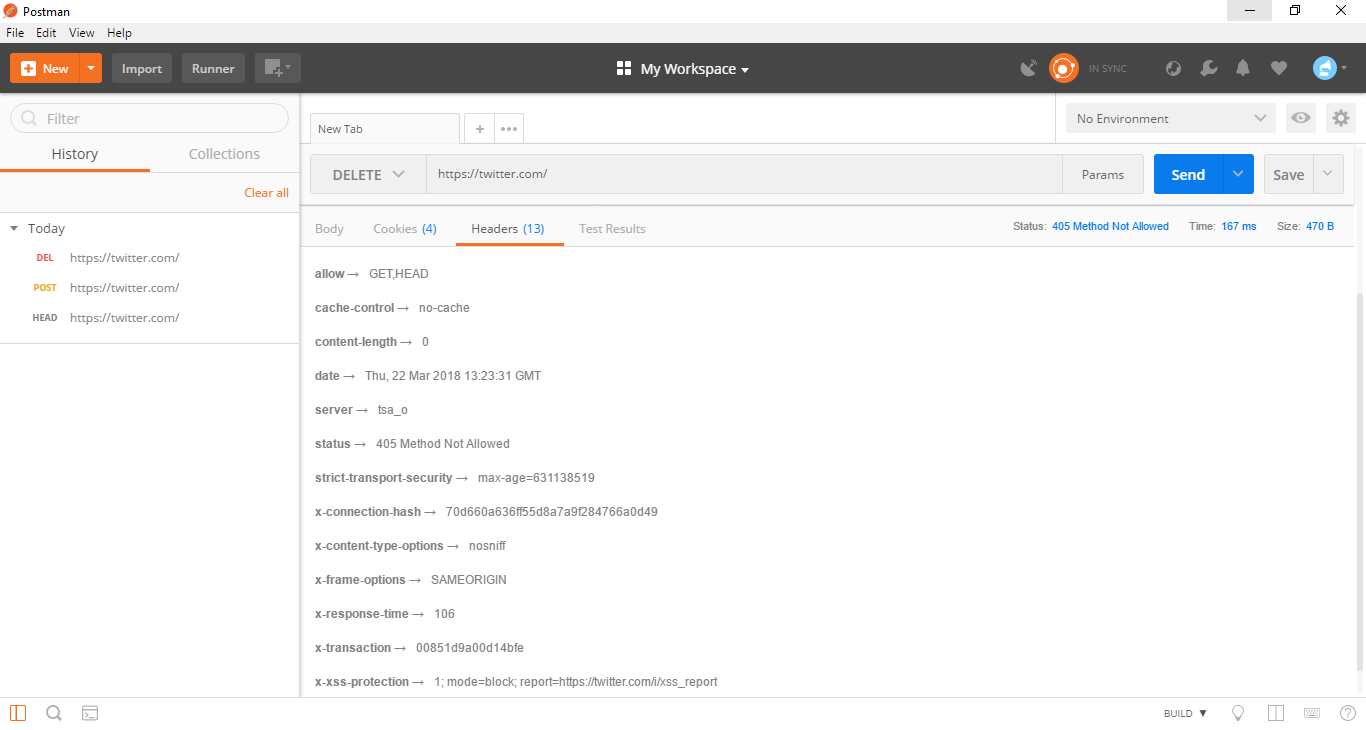 Postman
File Edit View Help
New Import Runner My Workspace IN SYNC
Filter
History Collections
Clear all
Today
DEL https://twitter.com/
POST https://twitter.com/
HEAD https://twitter.com/
New Tab + ••• No Environment
DELETE https://twitter.com/ Params Send Save
Body Cookies (4) Headers (13) Test Results Status: 405 Method Not Allowed Time: 167 ms Size: 470 B
allow → GET,HEAD
cache-control → no-cache
content-length → 0
date → Thu, 22 Mar 2018 13:23:31 GMT
server → tsa_o
status → 405 Method Not Allowed
strict-transport-security → max-age=631138519
x-connection-hash → 70d660a636ff55d8a7a9f284766a0d49
x-content-type-options → nosniff
x-frame-options → SAMEORIGIN
x-response-time → 106
x-transaction → 00851d9a00d14bfe
x-xss-protection → 1; mode=block; report=https://twitter.com/i/xss_report
BUILD ▼